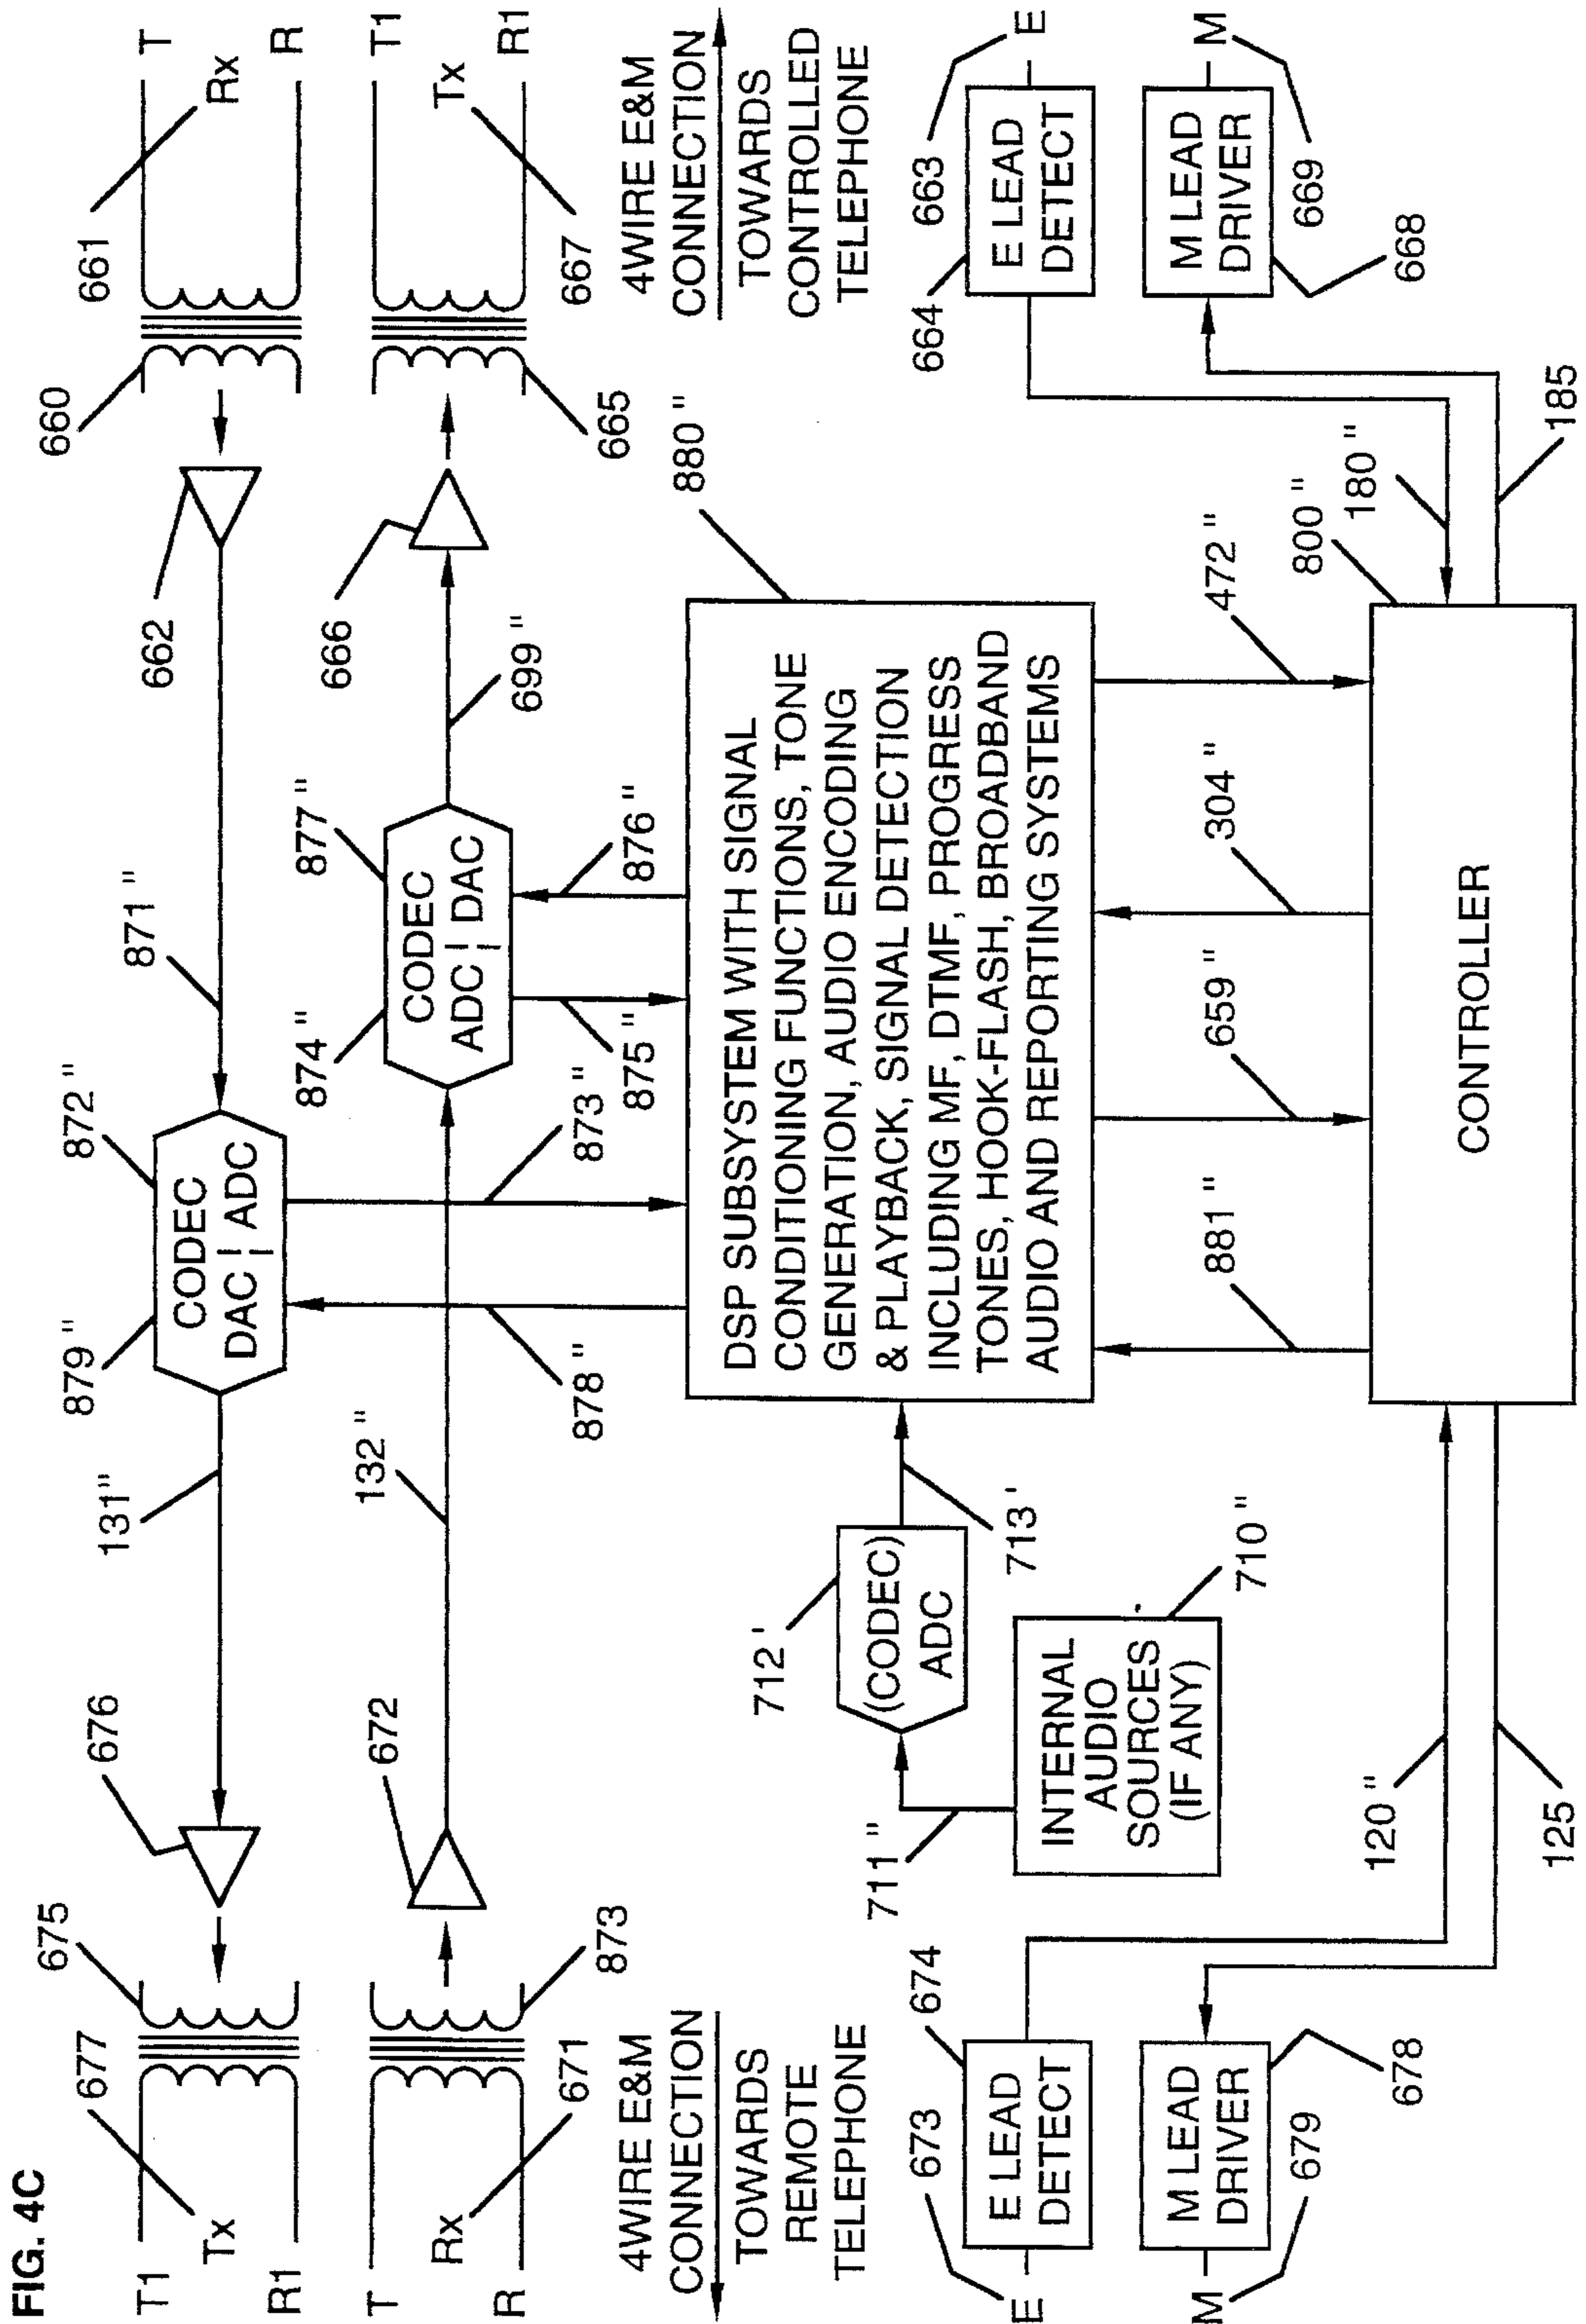 FIG. 4C
T1
Tx
R1
677
675
676
131"
879"
872"
CODEC
DAC ADC
871"
662
660
661
T
Rx
R
T
Rx
R
671
873
672
132"
878"
873"
874"
877"
CODEC
ADC DAC
875"
876"
699"
666
665
667
T1
Tx
R1
4WIRE E&M
CONNECTION
TOWARDS
REMOTE
TELEPHONE
4WIRE E&M
CONNECTION
TOWARDS
CONTROLLED
TELEPHONE
880"
DSP SUBSYSTEM WITH SIGNAL
CONDITIONING FUNCTIONS, TONE
GENERATION, AUDIO ENCODING
& PLAYBACK, SIGNAL DETECTION
INCLUDING MF, DTMF, PROGRESS
TONES, HOOK-FLASH, BROADBAND
AUDIO AND REPORTING SYSTEMS
712'
(CODEC)
ADC
713'
711"
INTERNAL
AUDIO
SOURCES
(IF ANY)
710"
673
674
E
E LEAD
DETECT
M
M LEAD
DRIVER
679
678
664
663
E LEAD
DETECT
E
M LEAD
DRIVER
M
669
668
881"
659"
304"
472"
800"
180"
120"
125
CONTROLLER
185